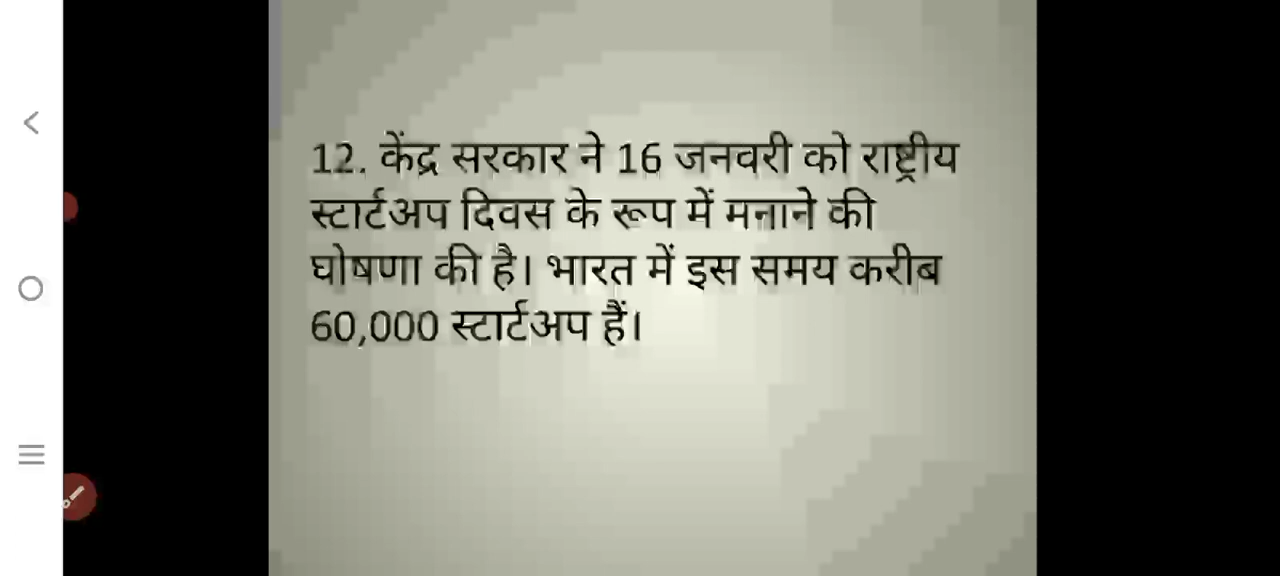 12. केंद्र सरकार ने 16 जनवरी को राष्ट्रीय
स्टार्टअप दिवस के रूप में मनाने की
घोषणा की है। भारत में इस समय करीब
60,000 स्टार्टअप हैं।